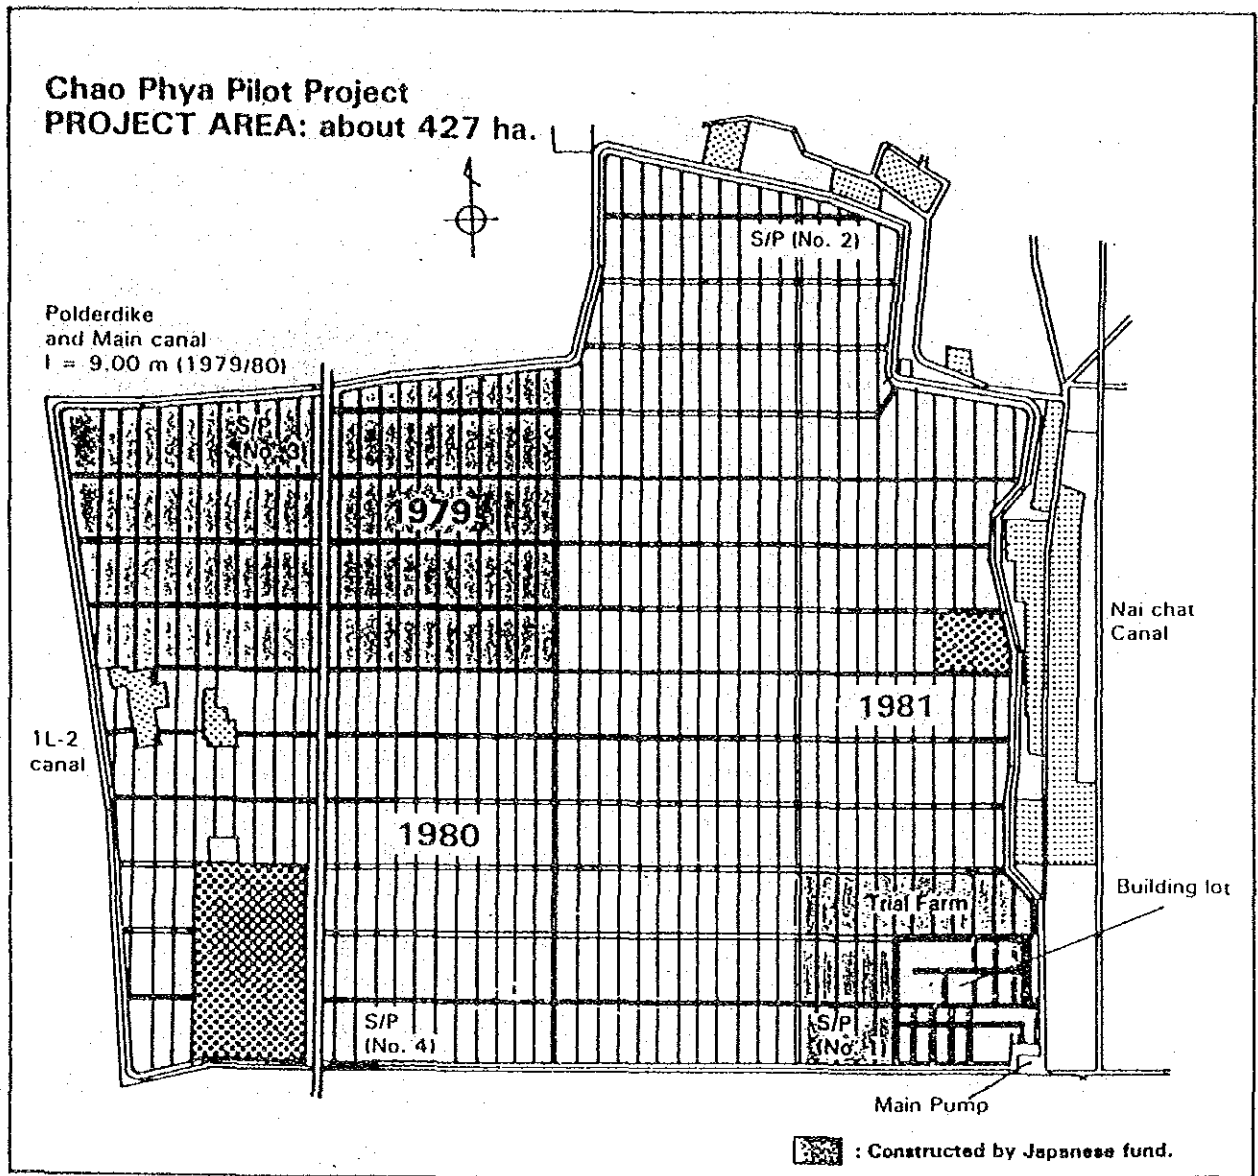 Chao Phya Pilot Project
PROJECT AREA: about 427 ha.
S/P (No. 2)
Polderdike
and Main canal
l = 9.00 m (1979/80)
S/P
(No. 3)
1979
Nai chat
Canal
1981
1L-2
canal
1980
Building lot
Trial Farm
S/P
(No. 4)
S/P
(No. 1)
Main Pump
: Constructed by Japanese fund.